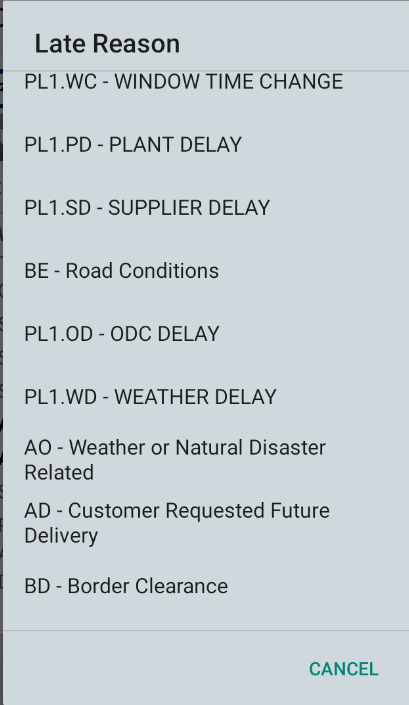 Late Reason
PL1.WC - WINDOW TIME CHANGE
PL1.PD - PLANT DELAY
PL1.SD - SUPPLIER DELAY
BE - Road Conditions
PL1.OD - ODC DELAY
PL1.WD - WEATHER DELAY
AO - Weather or Natural Disaster
Related
AD - Customer Requested Future
Delivery
BD - Border Clearance
CANCEL